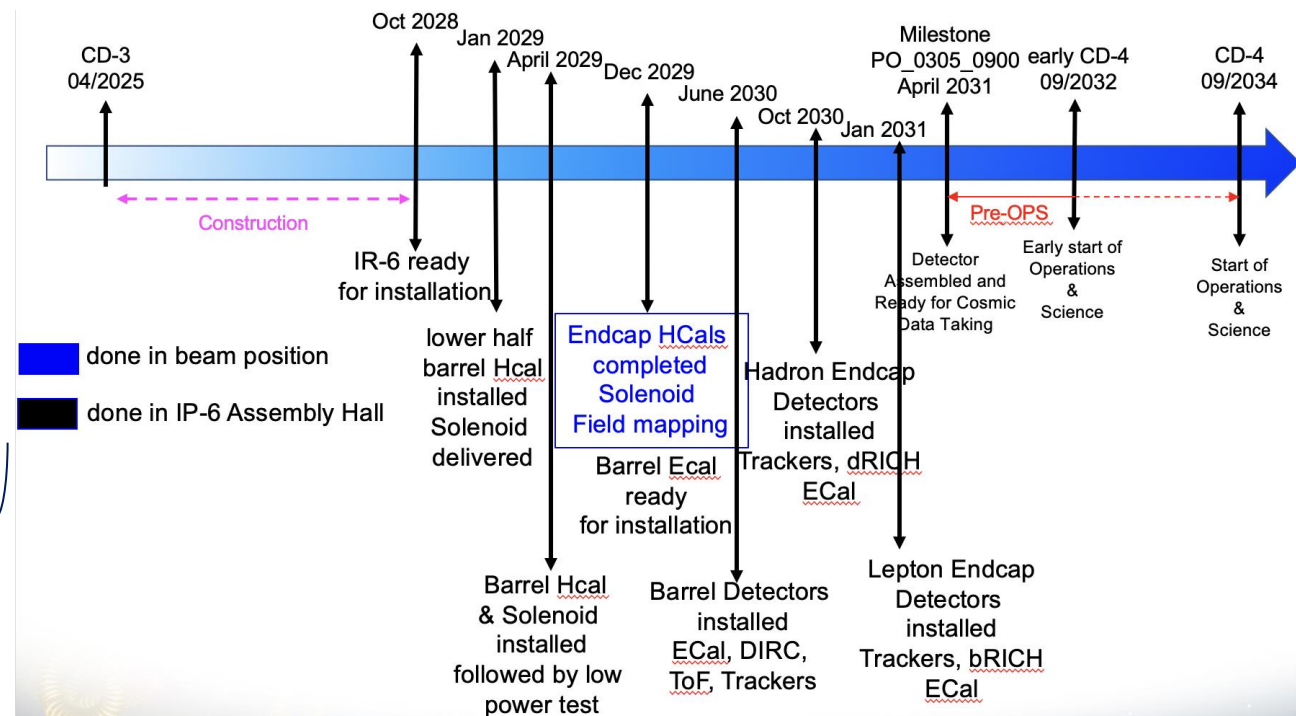 CD-3
04/2025
Oct 2028
Jan 2029
April 2029
Dec 2029
June 2030
Oct 2030
Jan 2031
Milestone
PO_0305_0900
April 2031
early CD-4
09/2032
CD-4
09/2034
Construction
Pre-OPS
IR-6 ready
for installation
lower half
barrel Hcal
installed
Solenoid
delivered
Barrel Hcal
& Solenoid
installed
followed by low
power test
Endcap HCals
completed
Solenoid
Field mapping
Barrel Ecal
ready
for installation
Barrel Detectors
installed
ECal, DIRC,
ToF, Trackers
Hadron Endcap
Detectors
installed
Trackers, dRICH
ECal
Lepton Endcap
Detectors
installed
Trackers, bRICH
ECal
Detector
Assembled and
Ready for Cosmic
Data Taking
Early start of
Operations
&
Science
Start of
Operations
&
Science
done in beam position
done in IP-6 Assembly Hall